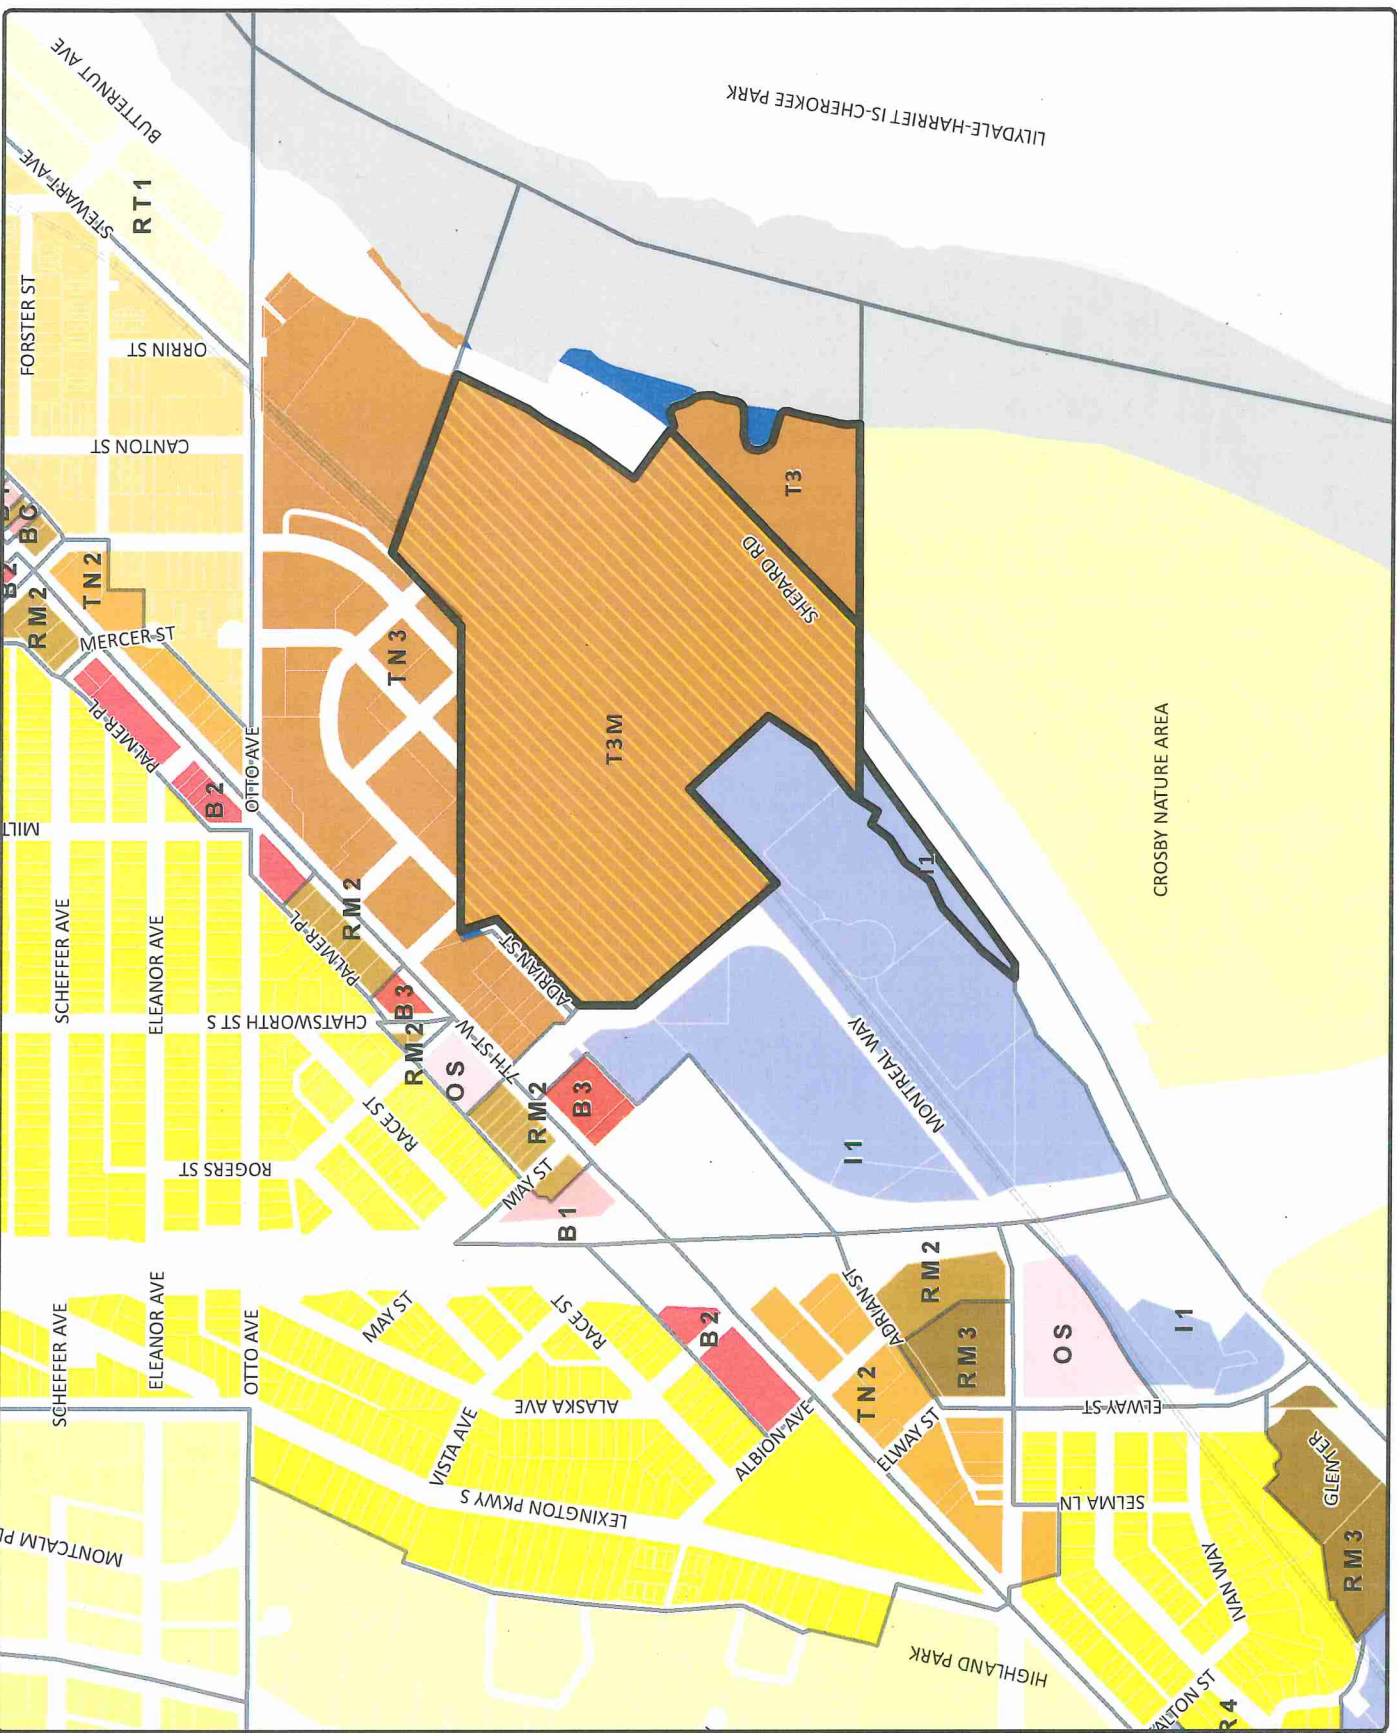 BUTTERNUT AVE
STEWART AVE
RT1
FORSTER ST
ORRIN ST
CANTON ST
LILYDALE-HARRIET IS-CHEROKEE PARK
BC
B2
RM2
TN2
MERCER ST
PALMER PL
B2
OTTO AVE
TN3
T3
SHEPARD RD
T3M
MILT
SCHEFFER AVE
ELEANOR AVE
PALMER PL
RM2
I1
CROSBY NATURE AREA
CHATSWORTH ST S
B3
RM2
OS
7TH ST W
ADRIAN ST
RACE ST
ROGERS ST
RM2
B3
MAY ST
B1
MONTREAL WAY
I1
SCHEFFER AVE
ELEANOR AVE
OTTO AVE
MAY ST
RACE ST
B2
ADRIAN ST
RM2
RM3
OS
I1
ALASKA AVE
VISTA AVE
ALBION AVE
TN2
ELWAY ST
ELWAY ST
LEXINGTON PKWY S
SELMA LN
GLEN TER
MONTCALM PL
IVAN WAY
RM3
HIGHLAND PARK
ALTON ST
R4